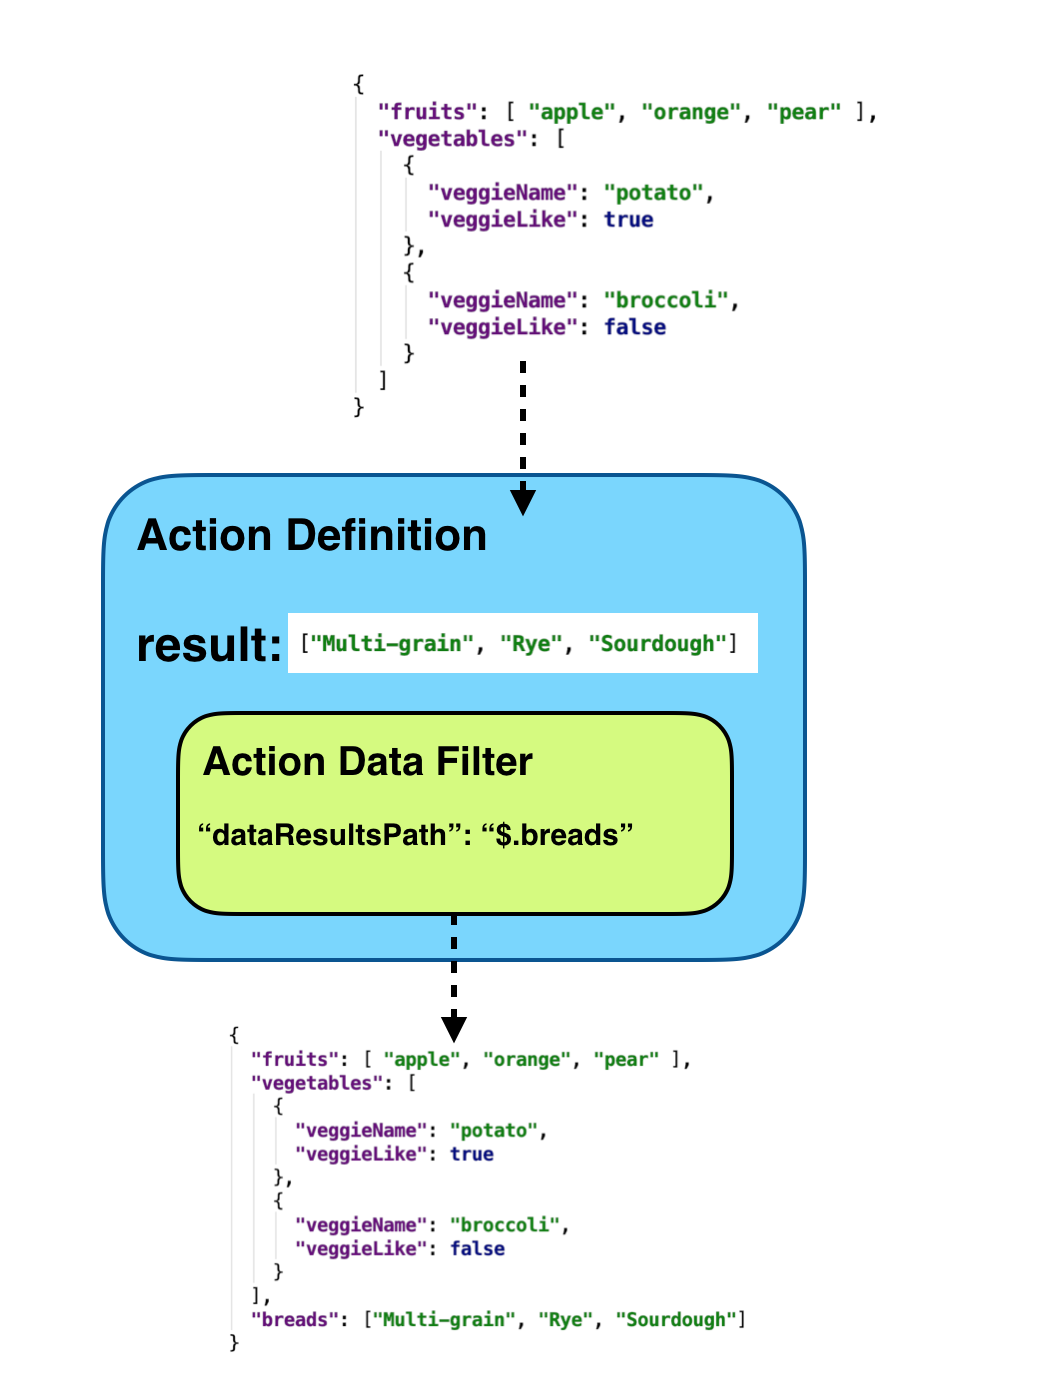 {
"fruits": [ "apple", "orange", "pear" ],
"vegetables": [
{
"veggieName": "potato",
"veggieLike": true
},
{
"veggieName": "broccoli",
"veggieLike": false
}
]
}
Action Definition
result: ["Multi-grain", "Rye", "Sourdough"]
Action Data Filter
“dataResultsPath”: “$.breads”
{
"fruits": [ "apple", "orange", "pear" ],
"vegetables": [
{
"veggieName": "potato",
"veggieLike": true
},
{
"veggieName": "broccoli",
"veggieLike": false
}
],
"breads": ["Multi-grain", "Rye", "Sourdough"]
}